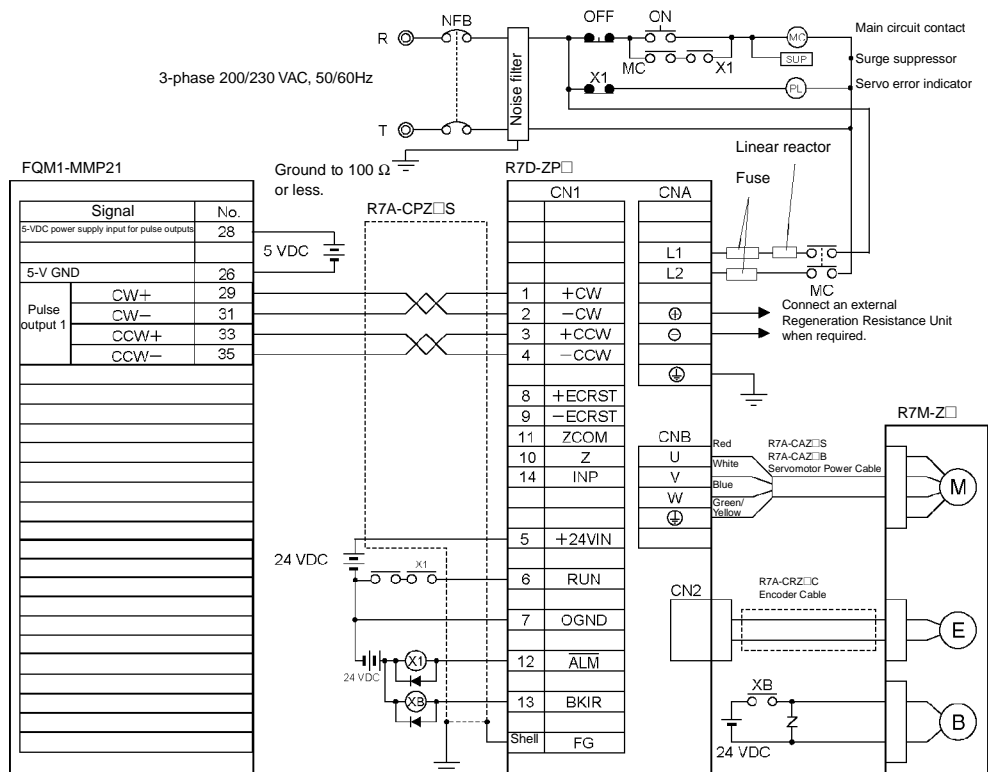 NFB
OFF
ON
R
MC
Main circuit contact
SUP
Surge suppressor
MC
X1
3-phase 200/230 VAC, 50/60Hz
Noise filter
X1
PL
Servo error indicator
T
Linear reactor
FQM1-MMP21
Ground to 100 Ω
or less.
R7D-ZP□
Fuse
CN1
CNA
Signal
No.
R7A-CPZ□S
5-VDC power supply input for pulse outputs
28
5 VDC
L1
5-V GND
26
L2
MC
Pulse
output 1
CW+
29
1
+CW
Connect an external
Regeneration Resistance Unit
when required.
CW−
31
2
−CW
⊕
CCW+
33
3
+CCW
⊖
CCW−
35
4
−CCW
8
+ECRST
9
−ECRST
R7M-Z□
11
ZCOM
CNB
Red
R7A-CAZ□S
10
Z
U
White
R7A-CAZ□B
Servomotor Power Cable
14
INP
V
Blue
M
W
Green/
Yellow
5
+24VIN
24 VDC
X1
6
RUN
CN2
R7A-CRZ□C
Encoder Cable
7
OGND
E
X1
12
ALM
24 VDC
XB
XB
13
BKIR
B
Shell
FG
24 VDC